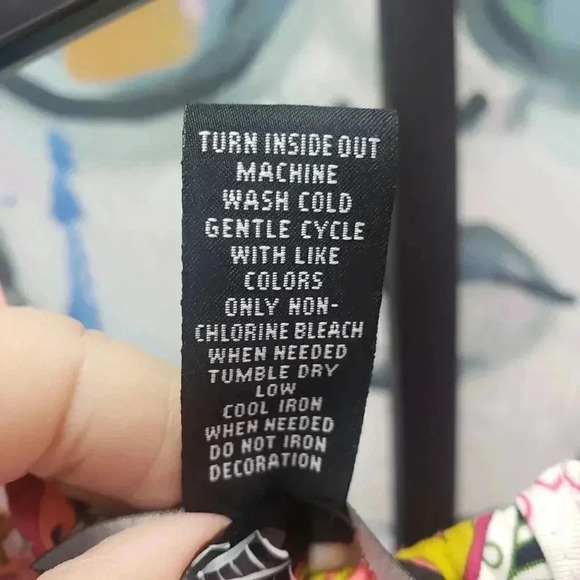 TURN INSIDE OUT
MACHINE
WASH COLD
GENTLE CYCLE
WITH LIKE
COLORS
ONLY NON-
CHLORINE BLEACH
WHEN NEEDED
TUMBLE DRY
LOW
COOL IRON
WHEN NEEDED
DO NOT IRON
DECORATION